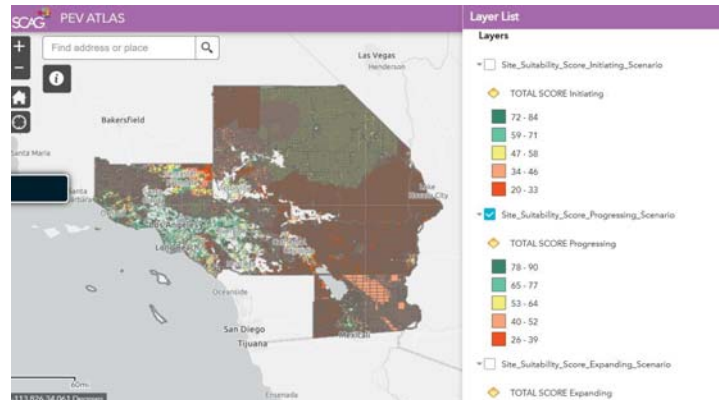 SCAG PEV ATLAS
Find address or place
Las Vegas
Henderson
Bakersfield
Santa Maria
Oceanside
San Diego
Tijuana
Mexicali
Ensenada
60mi
Layer List
Layers
Site_Suitability_Score_Initiating_Scenario
TOTAL SCORE Initiating
72 - 84
59 - 71
47 - 58
34 - 46
20 - 33
Site_Suitability_Score_Progressing_Scenario
TOTAL SCORE Progressing
78 - 90
65 - 77
53 - 64
40 - 52
26 - 39
Site_Suitability_Score_Expanding_Scenario
TOTAL SCORE Expanding